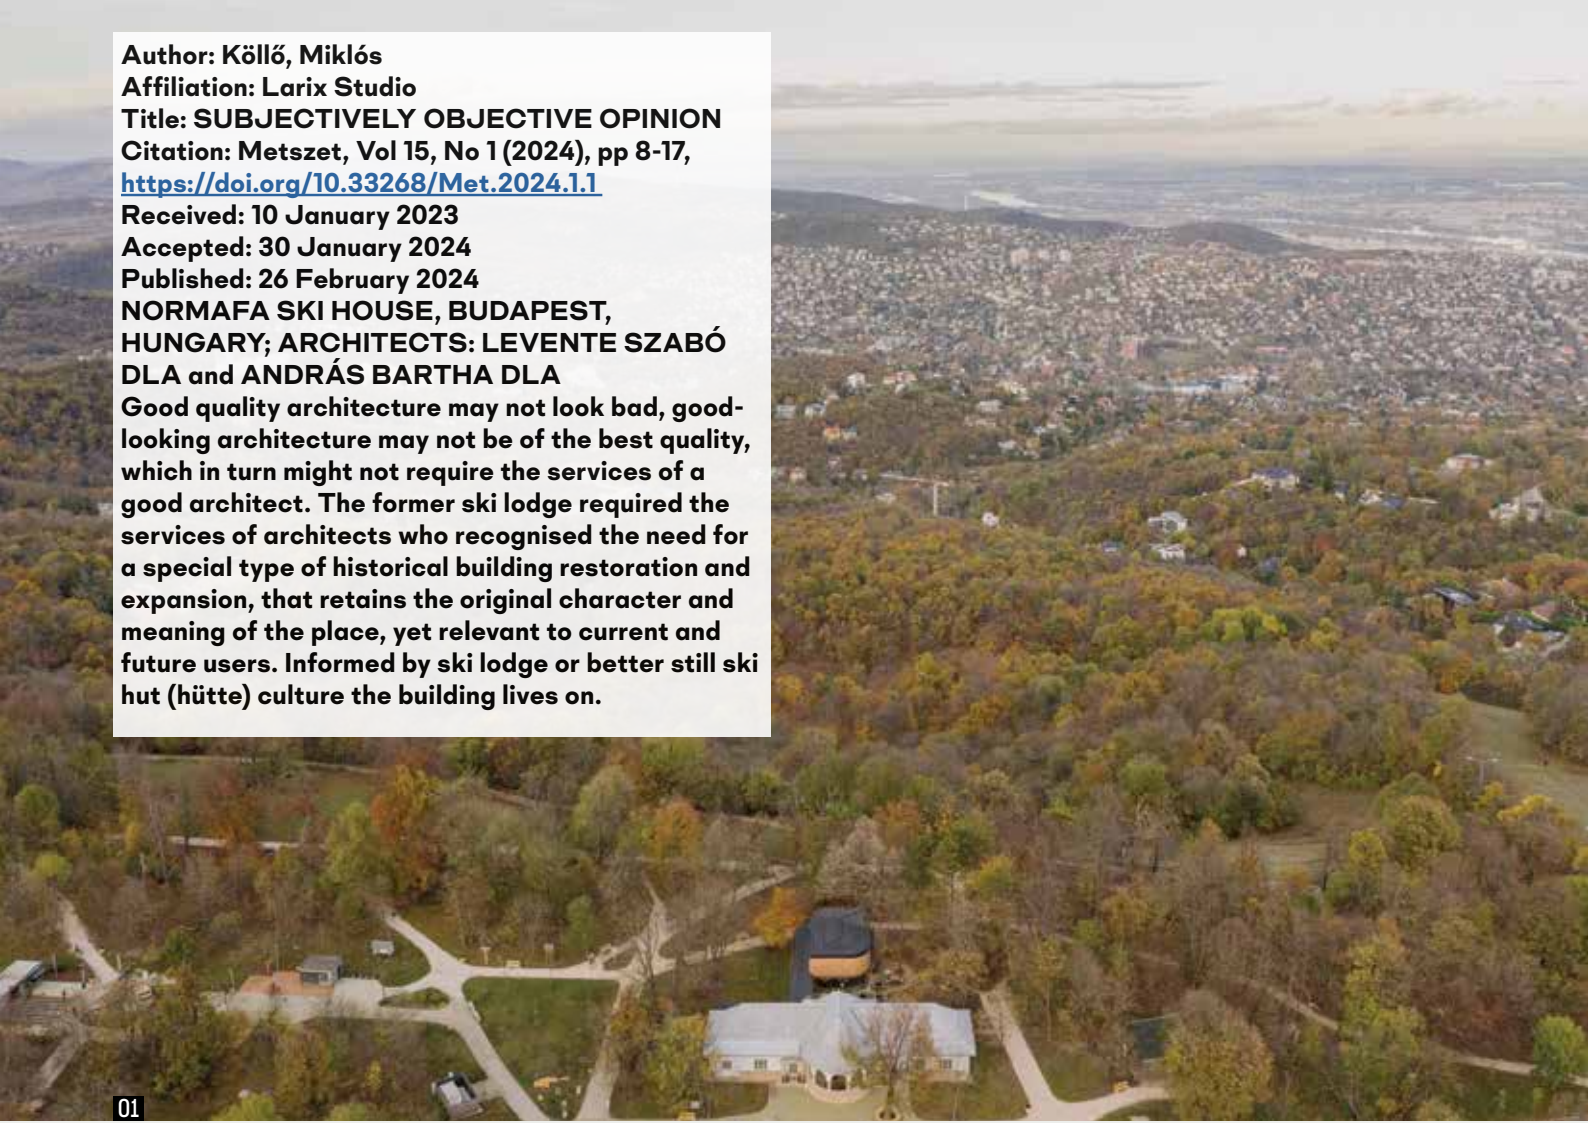 Author: Köllő, Miklós
Affiliation: Larix Studio
Title: SUBJECTIVELY OBJECTIVE OPINION
Citation: Metszet, Vol 15, No 1 (2024), pp 8-17,
https://doi.org/10.33268/Met.2024.1.1
Received: 10 January 2023
Accepted: 30 January 2024
Published: 26 February 2024
NORMAFA SKI HOUSE, BUDAPEST,
HUNGARY; ARCHITECTS: LEVENTE SZABÓ
DLA and ANDRÁS BARTHA DLA
Good quality architecture may not look bad, good-
looking architecture may not be of the best quality,
which in turn might not require the services of a
good architect. The former ski lodge required the
services of architects who recognised the need for
a special type of historical building restoration and
expansion, that retains the original character and
meaning of the place, yet relevant to current and
future users. Informed by ski lodge or better still ski
hut (hütte) culture the building lives on.
01